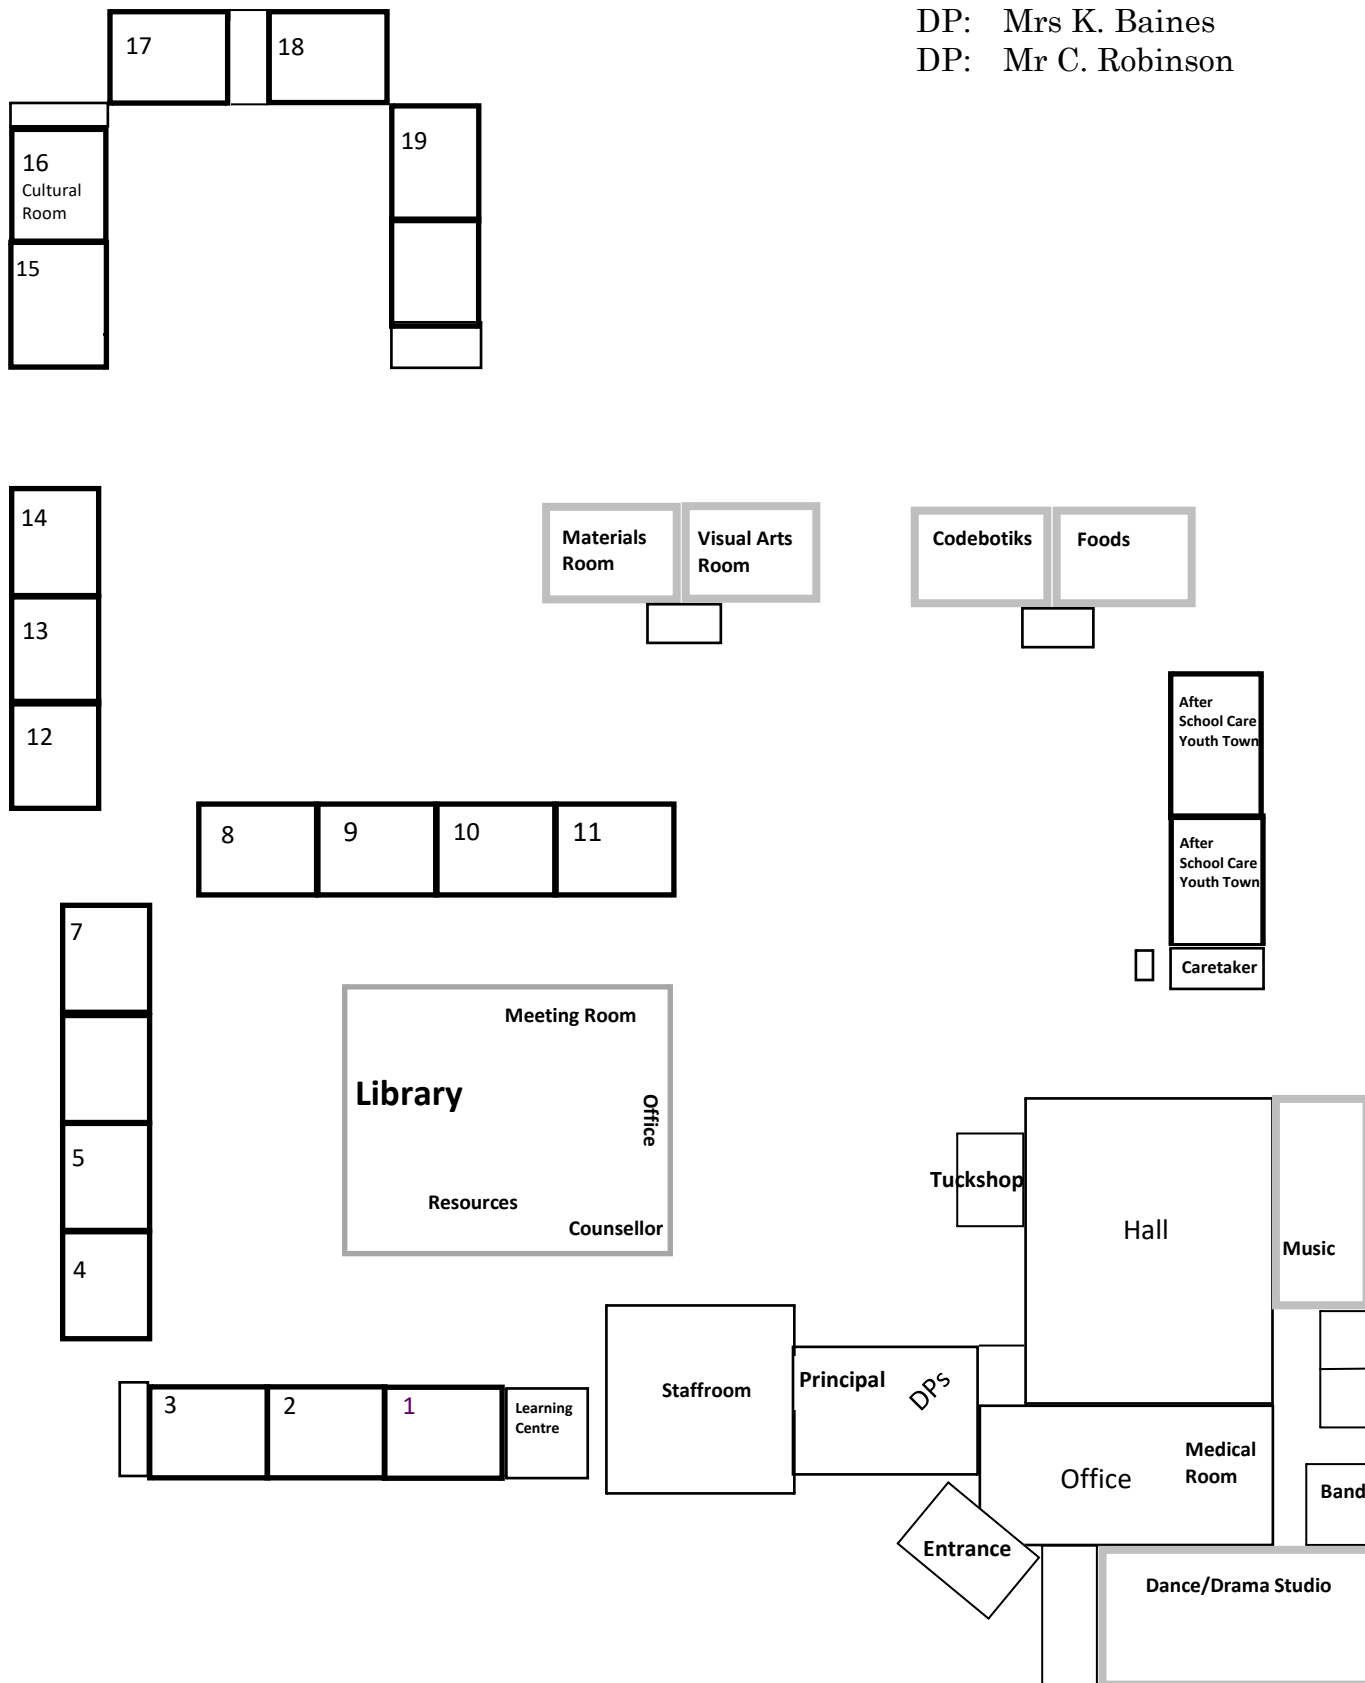 DP: Mrs K. Baines
DP: Mr C. Robinson
17
18
19
16
Cultural
Room
15
14
13
12
Materials
Room
Visual Arts
Room
Codebotiks
Foods
After
School Care
Youth Town
After
School Care
Youth Town
Caretaker
8
9
10
11
7
5
4
Meeting Room
Library
Office
Resources
Counsellor
Tuckshop
Hall
Music
3
2
1
Learning
Centre
Staffroom
Principal
DPs
Office
Medical
Room
Band
Entrance
Dance/Drama Studio